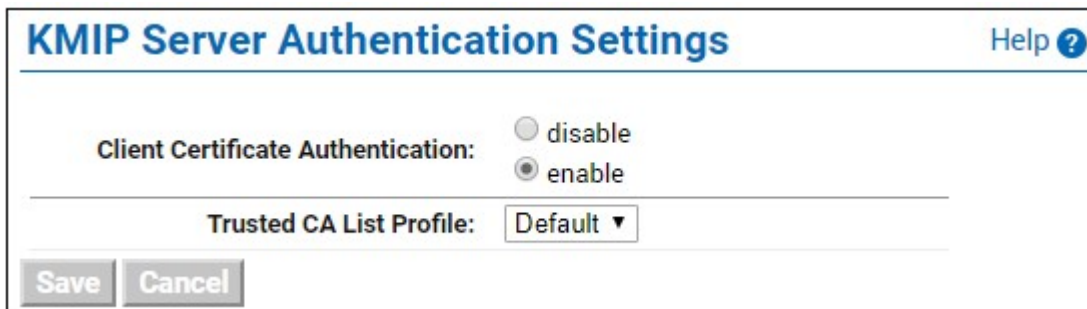 KMIP Server Authentication Settings Help ?
Client Certificate Authentication: disable
enable
Trusted CA List Profile: Default
Save Cancel